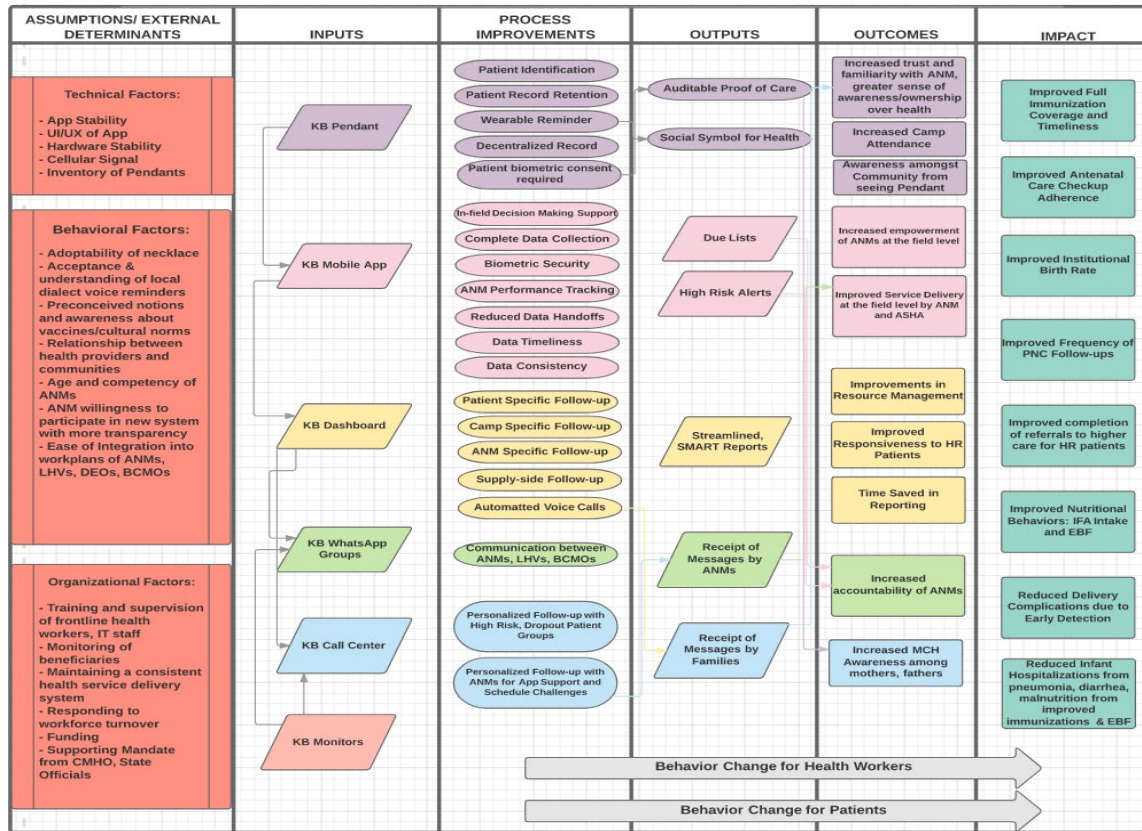 ASSUMPTIONS/ EXTERNAL
DETERMINANTS
INPUTS
PROCESS
IMPROVEMENTS
OUTPUTS
OUTCOMES
IMPACT
Technical Factors:
- App Stability
- UI/UX of App
- Hardware Stability
- Cellular Signal
- Inventory of Pendants
Behavioral Factors:
- Adoptability of necklace
- Acceptance &
understanding of local
dialect voice reminders
- Preconceived notions
and awareness about
vaccines/cultural norms
- Relationship between
health providers and
communities
- Age and competency of
ANMs
- ANM willingness to
participate in new system
with more transparency
- Ease of Integration into
workplans of ANMs,
LHVs, DEOs, BCMOs
Organizational Factors:
- Training and supervision
of frontline health
workers, IT staff
- Monitoring of
beneficiaries
- Maintaining a consistent
health service delivery
system
- Responding to
workforce turnover
- Funding
- Supporting Mandate
from CMHO, State
Officials
KB Pendant
KB Mobile App
KB Dashboard
KB WhatsApp
Groups
KB Call Center
KB Monitors
Patient Identification
Patient Record Retention
Wearable Reminder
Decentralized Record
Patient biometric consent
required
In-field Decision Making Support
Complete Data Collection
Biometric Security
ANM Performance Tracking
Reduced Data Handoffs
Data Timeliness
Data Consistency
Patient Specific Follow-up
Camp Specific Follow-up
ANM Specific Follow-up
Supply-side Follow-up
Automatted Voice Calls
Communication between
ANMs, LHVs, BCMOs
Personalized Follow-up with
High Risk, Dropout Patient
Groups
Personalized Follow-up with
ANMs for App Support and
Schedule Challenges
Auditable Proof of Care
Social Symbol for Health
Due Lists
High Risk Alerts
Streamlined,
SMART Reports
Receipt of
Messages by
ANMs
Receipt of
Messages by
Families
Increased trust and
familiarity with ANM,
greater sense of
awareness/ownership
over health
Increased Camp
Attendance
Awareness amongst
Community from
seeing Pendant
Increased empowerment
of ANMs at the field level
Improved Service Delivery
at the field level by ANM
and ASHA
Improvements in
Resource Management
Improved
Responsiveness to HR
Patients
Time Saved in
Reporting
Increased
accountability of ANMs
Increased MCH
Awareness among
mothers, fathers
Improved Full
Immunization
Coverage and
Timeliness
Improved Antenatal
Care Checkup
Adherence
Improved Institutional
Birth Rate
Improved Frequency of
PNC Follow-ups
Improved completion
of referrals to higher
care for HR
patients
Improved Nutritional
Behaviors: IFA Intake
and EBF
Reduced Delivery
Complications due to
Early Detection
Reduced Infant
Hospitalizations from
pneumonia, diarrhea,
malnutrition from
improved
immunizations & EBF
Behavior Change for Health Workers
Behavior Change for Patients